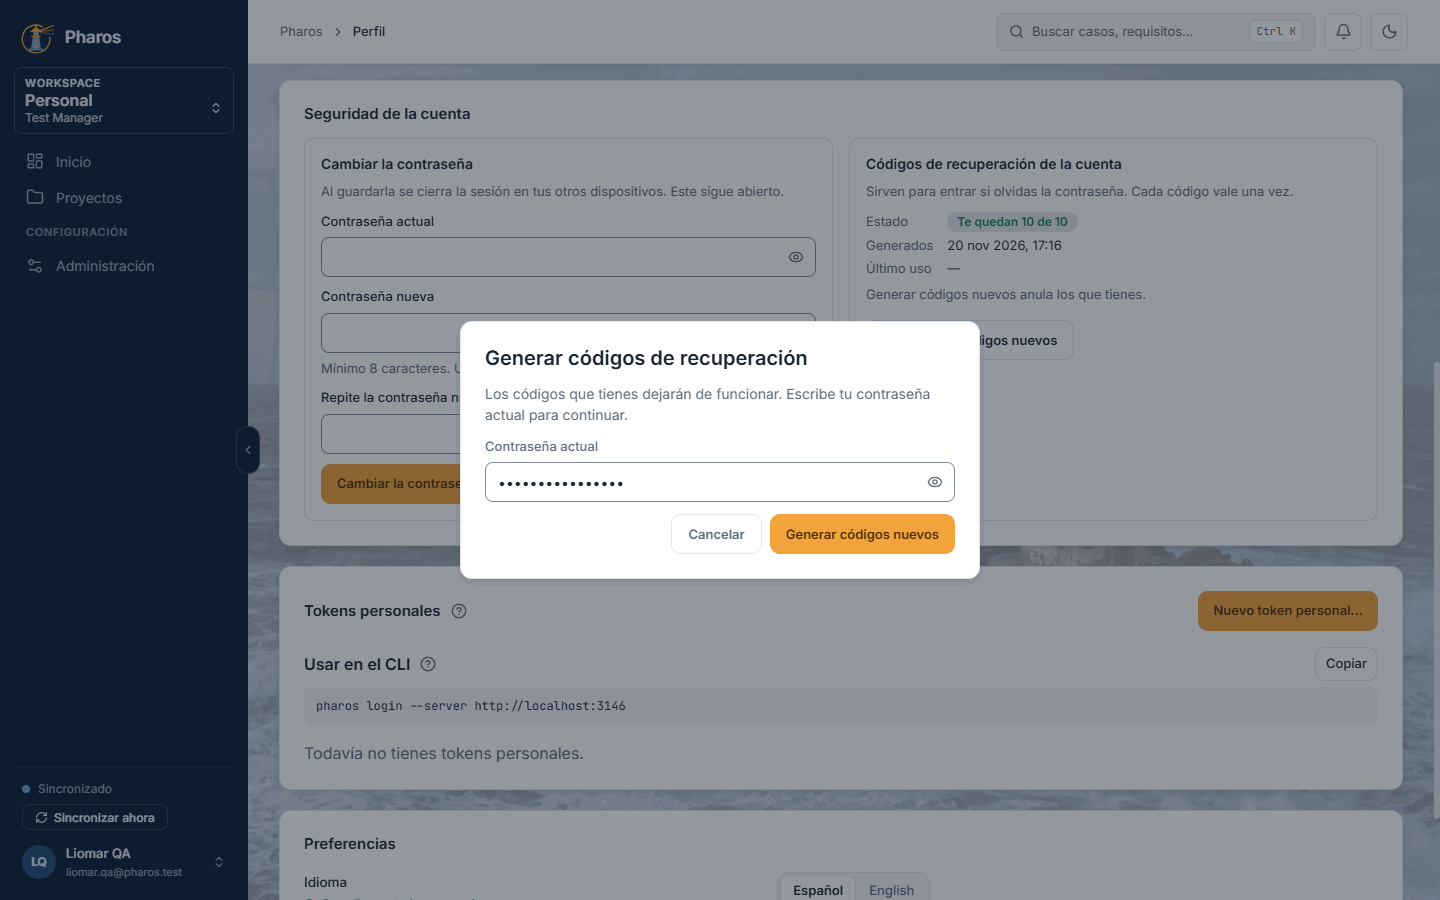 Pharos
WORKSPACE
Personal
Test Manager
Inicio
Proyectos
CONFIGURACIÓN
Administración
Sincronizado
Sincronizar ahora
LQ
Liomar QA
liomar.qa@pharos.test
Pharos > Perfil
Buscar casos, requisitos...
Ctrl K
Seguridad de la cuenta
Cambiar la contraseña
Al guardarla se cierra la sesión en tus otros dispositivos. Este sigue abierto.
Contraseña actual
Contraseña nueva
Mínimo 8 caracteres.
Repite la contraseña
Cambiar la
Códigos de recuperación de la cuenta
Sirven para entrar si olvidas la contraseña. Cada código vale una vez.
Estado Te quedan 10 de 10
Generados 20 nov 2026, 17:16
Último uso —
Generar códigos nuevos anula los que tienes.
nuevos
Generar códigos de recuperación
Los códigos que tienes dejarán de funcionar. Escribe tu contraseña
actual para continuar.
Contraseña actual
••••••••••••••••
Cancelar
Generar códigos nuevos
Tokens personales
Nuevo token personal...
Usar en el CLI
Copiar
pharos login --server http://localhost:3146
Todavía no tienes tokens personales.
Preferencias
Idioma
Español
English